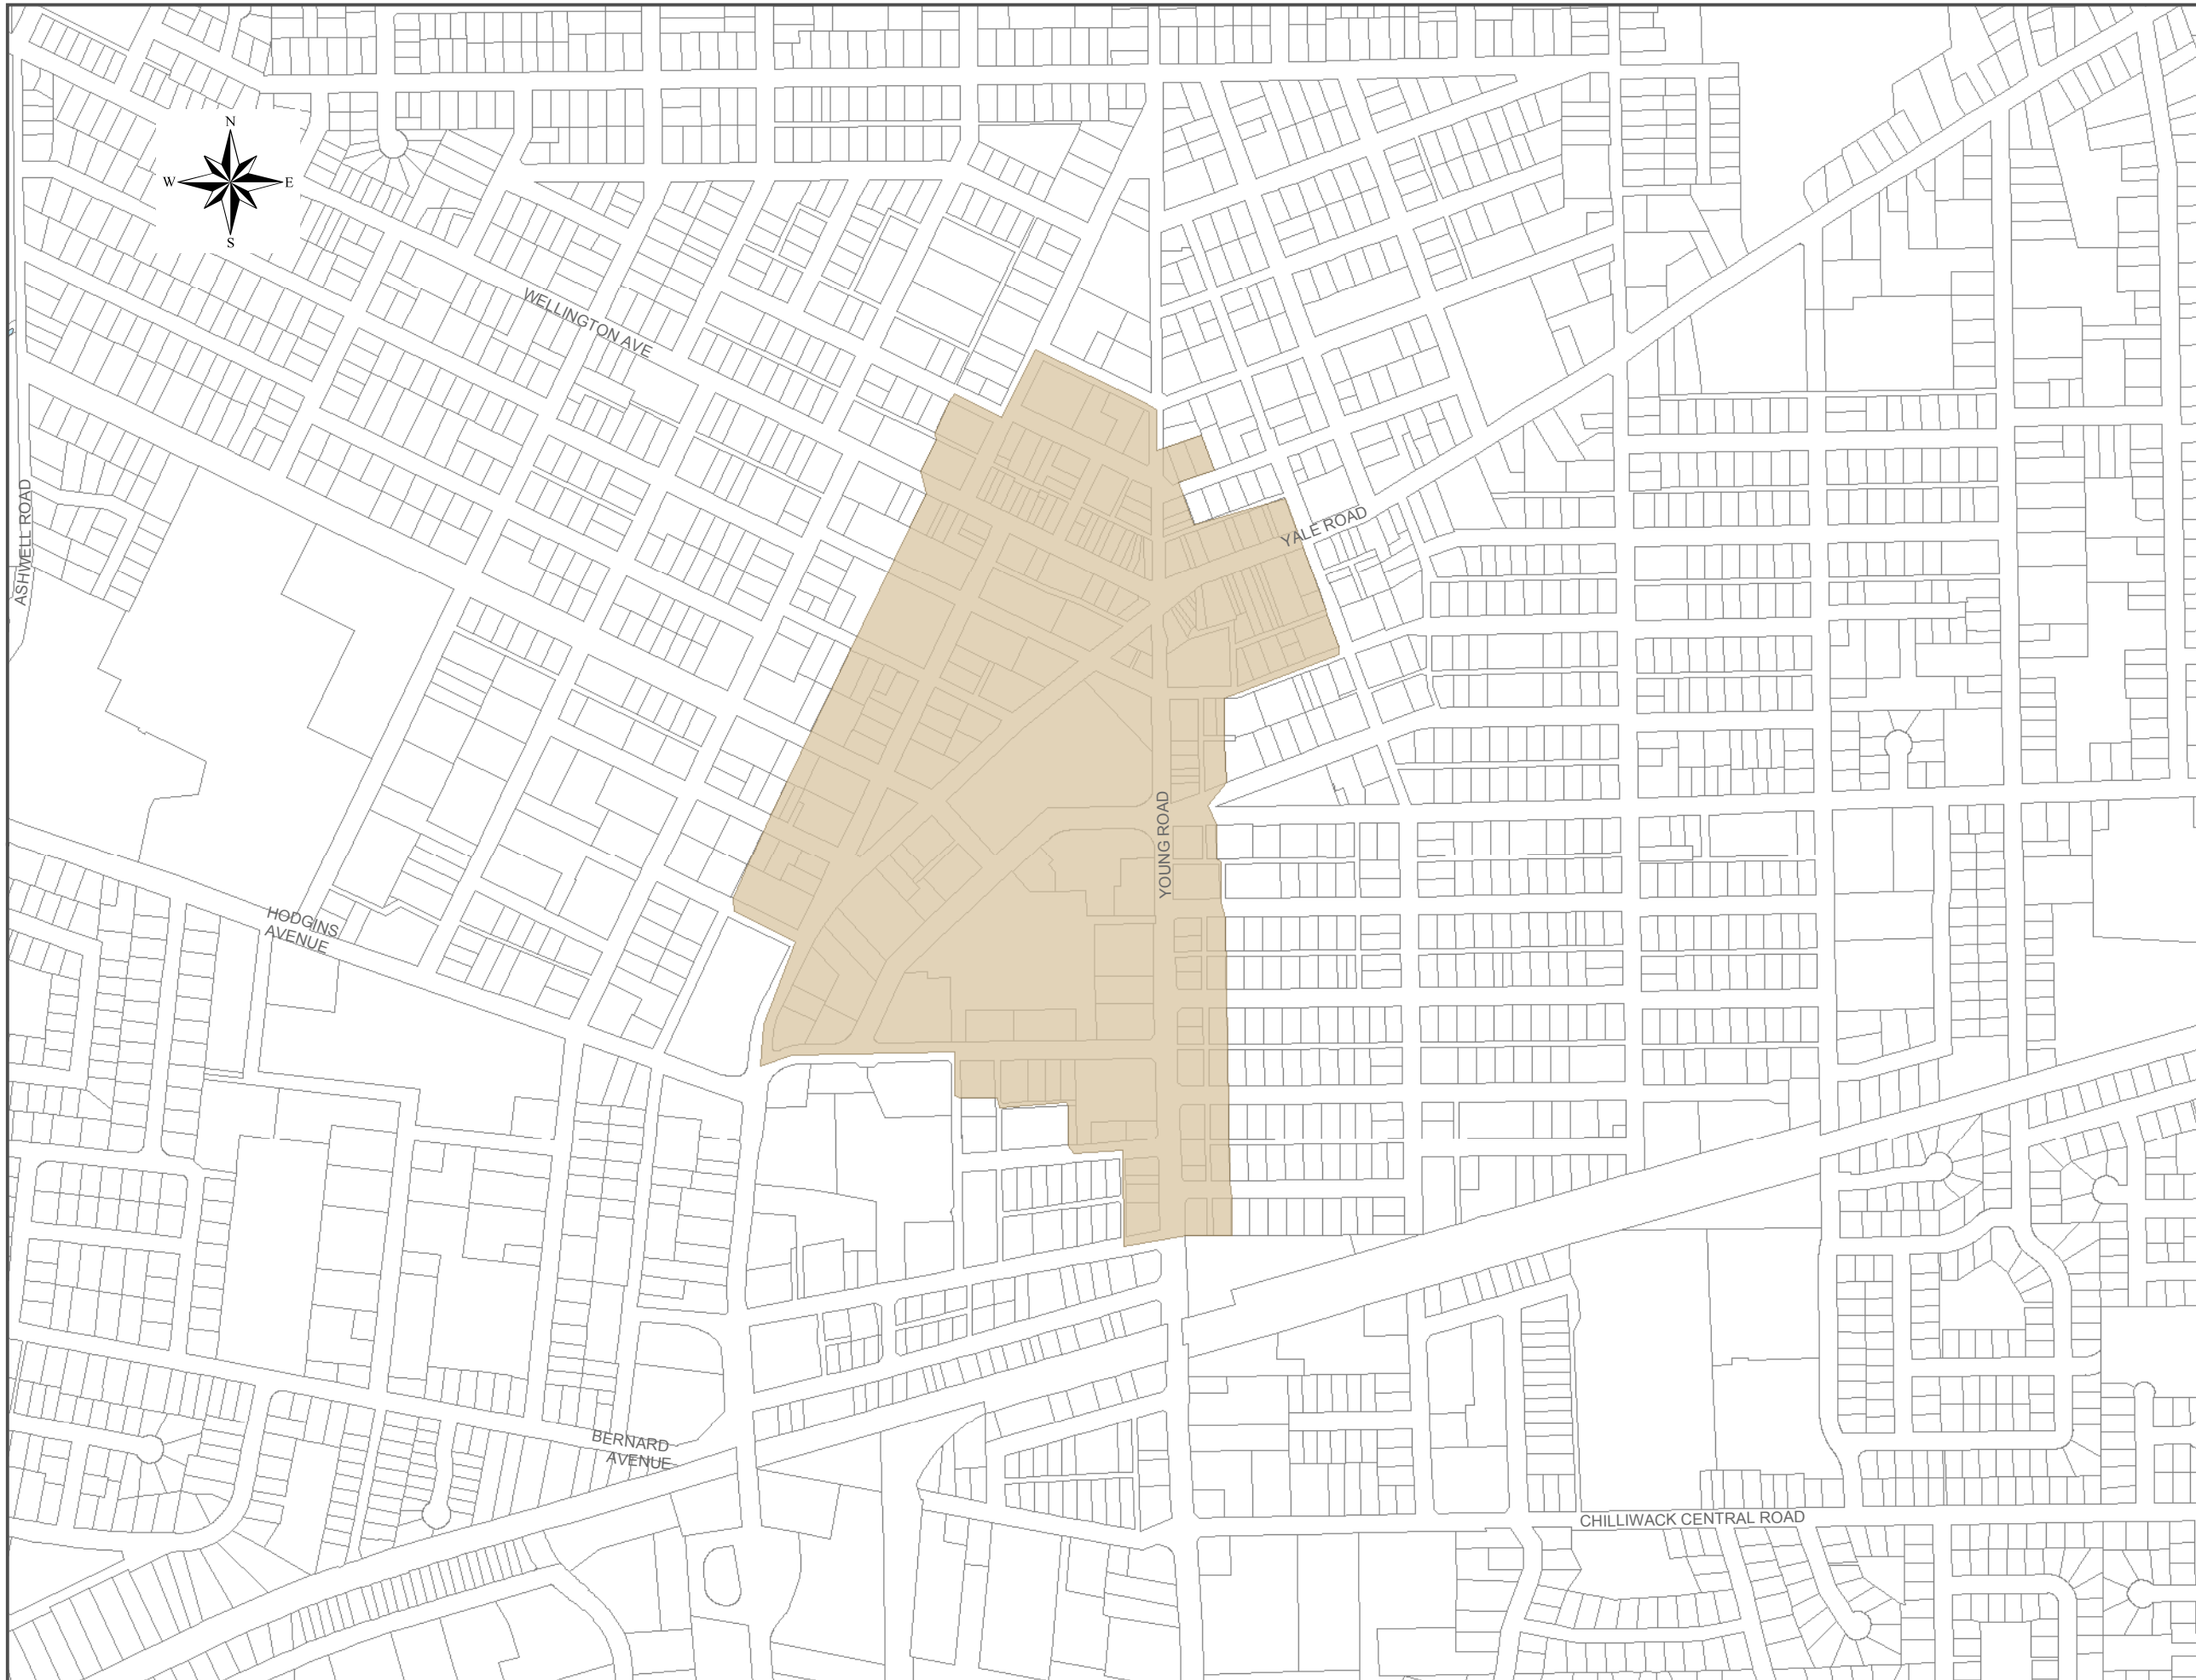 N
W E
S
WELLINGTON AVE
ASHWELL ROAD
YALE ROAD
YOUNG ROAD
HODGINS
AVENUE
BERNARD
AVENUE
CHILLIWACK CENTRAL ROAD